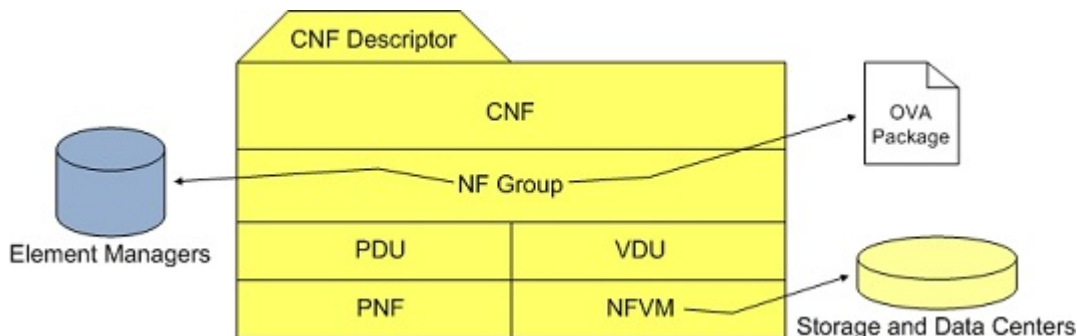 CNF Descriptor
CNF
OVA
Package
NF Group
Element Managers
PDU
VDU
PNF
NFVM
Storage and Data Centers